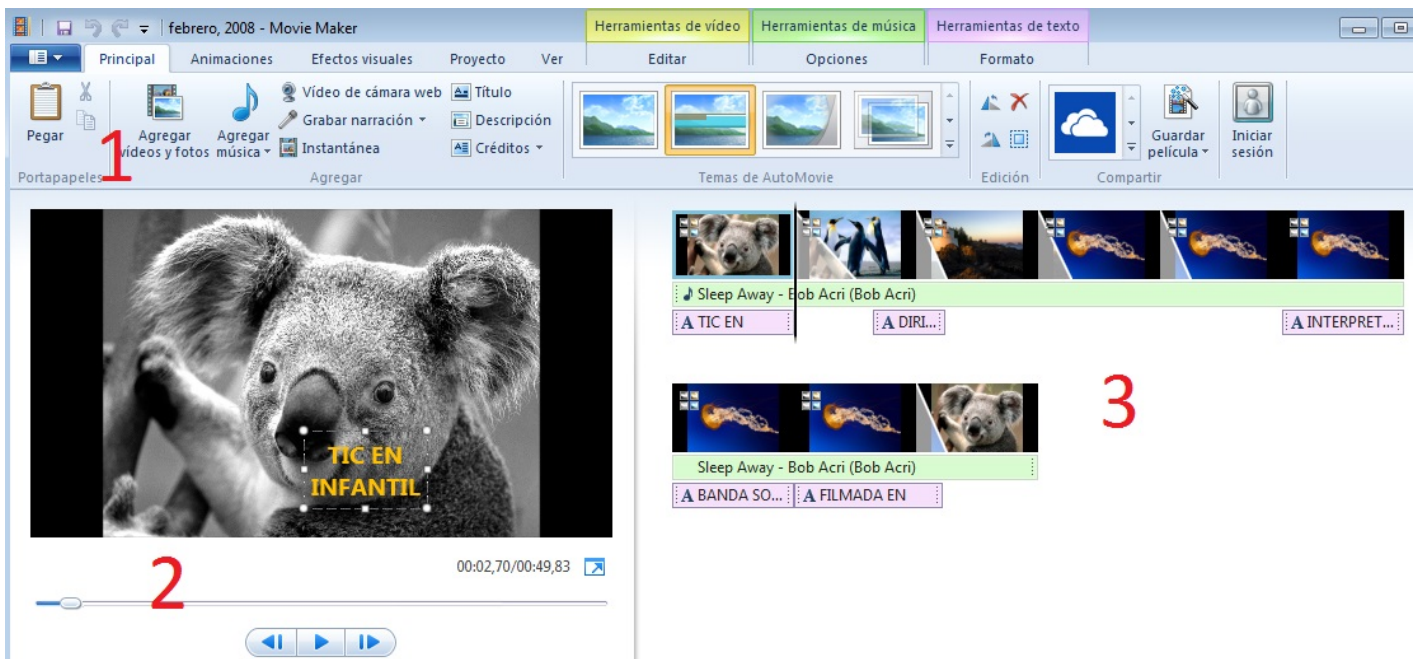 febrero, 2008 - Movie Maker
Herramientas de vídeo
Herramientas de música
Herramientas de texto
Principal
Animaciones
Efectos visuales
Proyecto
Ver
Editar
Opciones
Formato
Pegar
Portapapeles
1
Agregar
vídeos y fotos
Agregar
música
Vídeo de cámara web
Grabar narración
Instantánea
Título
Descripción
Créditos
Agregar
Temas de AutoMovie
Edición
Guardar
película
Compartir
Iniciar
sesión
TIC EN
INFANTIL
00:02,70/00:49,83
2
Sleep Away - Bob Acri (Bob Acri)
A TIC EN
A DIRI...
A INTERPRET...
3
Sleep Away - Bob Acri (Bob Acri)
A BANDA SO...
A FILMADA EN